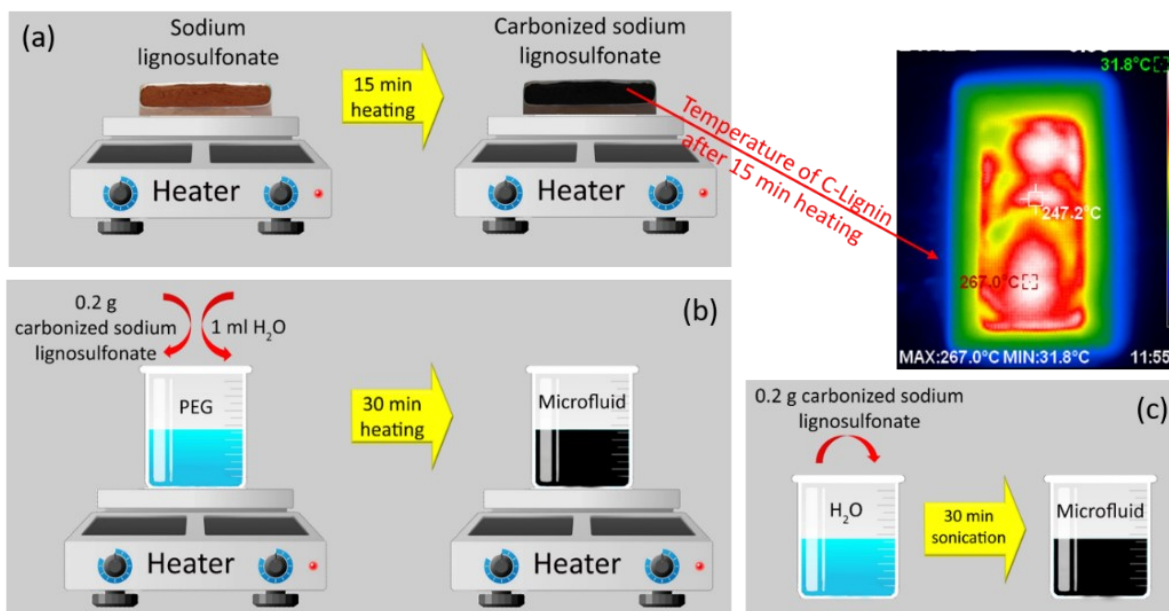 (a)
Sodium
lignosulfonate
15 min
heating
Carbonized sodium
lignosulfonate
Heater
Heater
Temperature of C-Lignin
after 15 min heating
31.8°C
247.2°C
267.0°C
MAX:267.0°C MIN:31.8°C 11:55
(b)
0.2 g
carbonized sodium
lignosulfonate
1 ml H₂O
PEG
30 min
heating
Microfluid
Heater
Heater
(c)
0.2 g carbonized sodium
lignosulfonate
H₂O
30 min
sonication
Microfluid